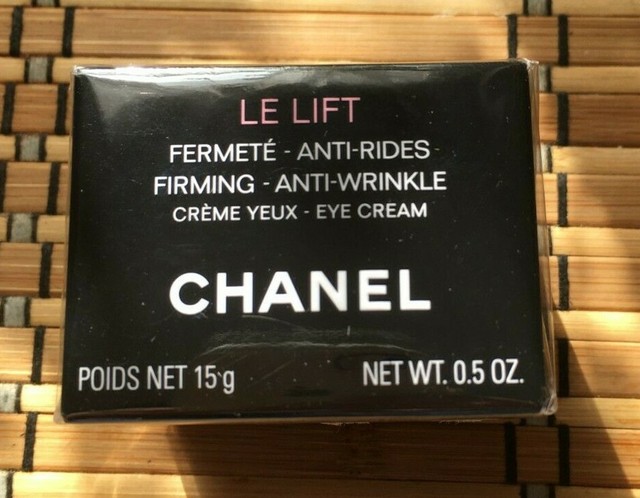 LE LIFT
FERMETÉ - ANTI-RIDES
FIRMING - ANTI-WRINKLE
CRÈME YEUX - EYE CREAM
CHANEL
POIDS NET 15 g NET WT. 0.5 OZ.